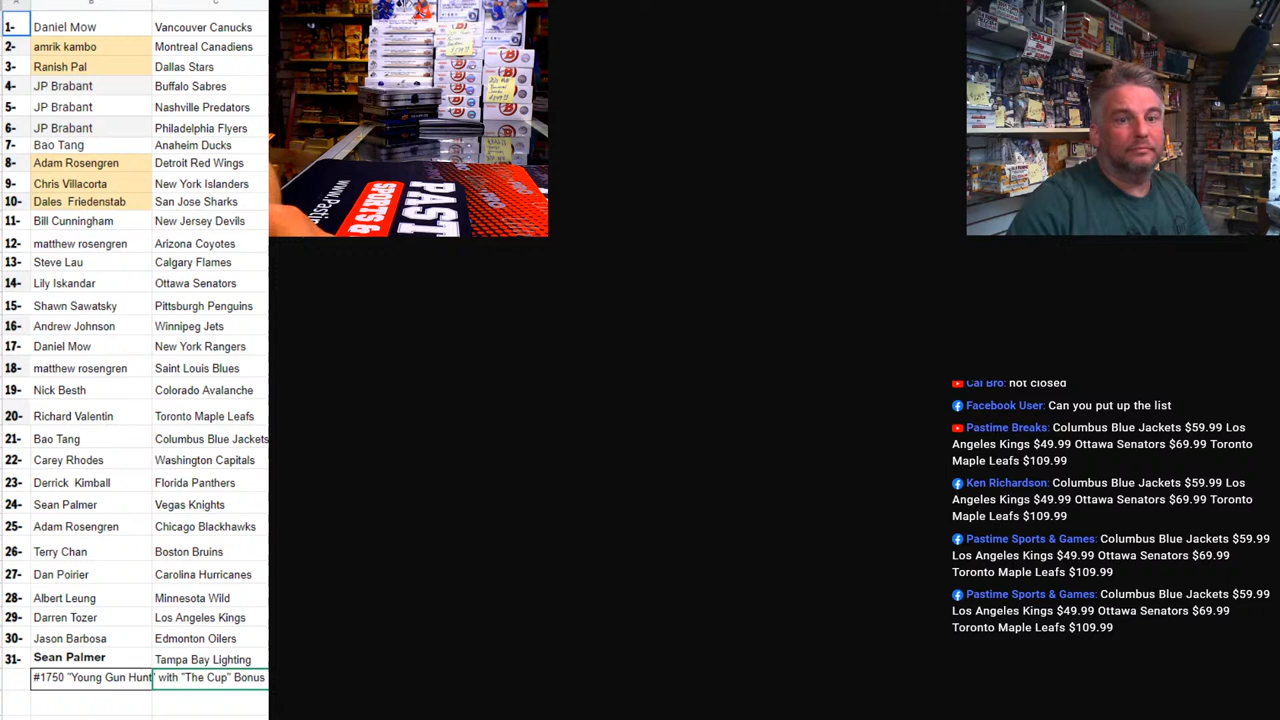 A B C
1- Daniel Mow Vancouver Canucks
2- amrik kambo Montreal Canadiens
3- Ranish Pal Dallas Stars
4- JP Brabant Buffalo Sabres
5- JP Brabant Nashville Predators
6- JP Brabant Philadelphia Flyers
7- Bao Tang Anaheim Ducks
8- Adam Rosengren Detroit Red Wings
9- Chris Villacorta New York Islanders
10- Dales Friedenstab San Jose Sharks
11- Bill Cunningham New Jersey Devils
12- matthew rosengren Arizona Coyotes
13- Steve Lau Calgary Flames
14- Lily Iskandar Ottawa Senators
15- Shawn Sawatsky Pittsburgh Penguins
16- Andrew Johnson Winnipeg Jets
17- Daniel Mow New York Rangers
18- matthew rosengren Saint Louis Blues
19- Nick Besth Colorado Avalanche
20- Richard Valentin Toronto Maple Leafs
21- Bao Tang Columbus Blue Jackets
22- Carey Rhodes Washington Capitals
23- Derrick Kimball Florida Panthers
24- Sean Palmer Vegas Knights
25- Adam Rosengren Chicago Blackhawks
26- Terry Chan Boston Bruins
27- Dan Poirier Carolina Hurricanes
28- Albert Leung Minnesota Wild
29- Darren Tozer Los Angeles Kings
30- Jason Barbosa Edmonton Oilers
31- Sean Palmer Tampa Bay Lighting
#1750 "Young Gun Hunt" with "The Cup" Bonus
www.Pasti
PAST
SPORTS &
Cal Bro: not closed
Facebook User: Can you put up the list
Pastime Breaks: Columbus Blue Jackets $59.99 Los
Angeles Kings $49.99 Ottawa Senators $69.99 Toronto
Maple Leafs $109.99
Ken Richardson: Columbus Blue Jackets $59.99 Los
Angeles Kings $49.99 Ottawa Senators $69.99 Toronto
Maple Leafs $109.99
Pastime Sports & Games: Columbus Blue Jackets $59.99
Los Angeles Kings $49.99 Ottawa Senators $69.99
Toronto Maple Leafs $109.99
Pastime Sports & Games: Columbus Blue Jackets $59.99
Los Angeles Kings $49.99 Ottawa Senators $69.99
Toronto Maple Leafs $109.99